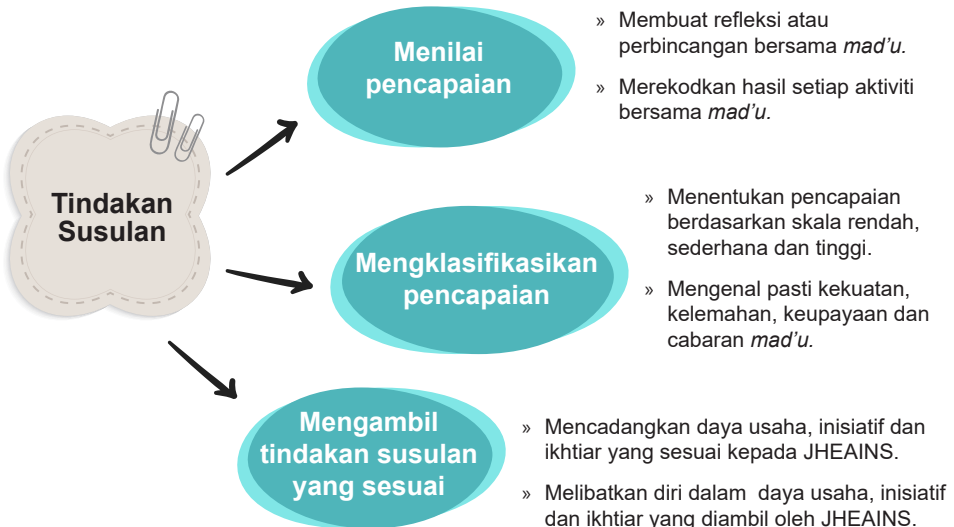 Tindakan
Susulan
Menilai
pencapaian
» Membuat refleksi atau
perbincangan bersama mad'u.
» Merekodkan hasil setiap aktiviti
bersama mad'u.
Mengklasifikasikan
pencapaian
» Menentukan pencapaian
berdasarkan skala rendah,
sederhana dan tinggi.
» Mengenal pasti kekuatan,
kelemahan, keupayaan dan
cabaran mad'u.
Mengambil
tindakan susulan
yang sesuai
» Mencadangkan daya usaha, inisiatif dan
ikhtiar yang sesuai kepada JHEAINS.
» Melibatkan diri dalam daya usaha, inisiatif
dan ikhtiar yang diambil oleh JHEAINS.